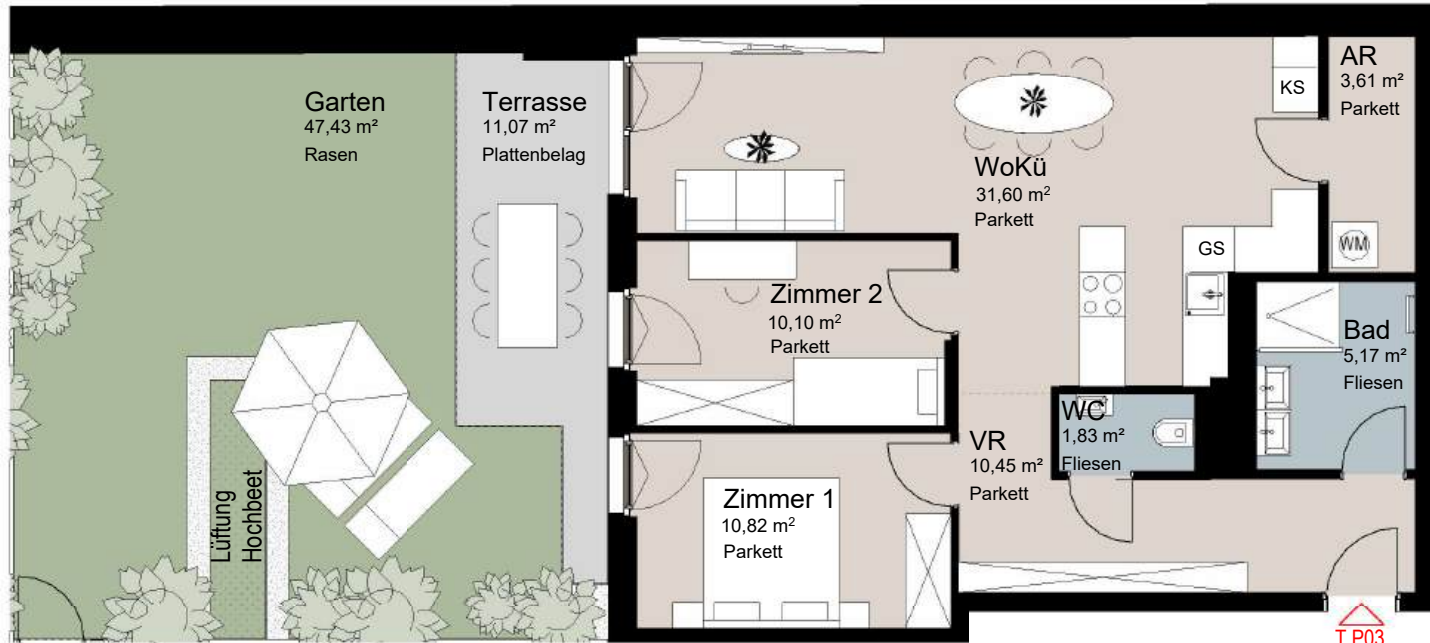 Garten
47,43 m²
Rasen
Terrasse
11,07 m²
Plattenbelag
WoKü
31,60 m²
Parkett
KS
AR
3,61 m²
Parkett
WM
GS
Zimmer 2
10,10 m²
Parkett
Bad
5,17 m²
Fliesen
WC
1,83 m²
Fliesen
VR
10,45 m²
Parkett
Zimmer 1
10,82 m²
Parkett
Lüftung
Hochbeet
T P03